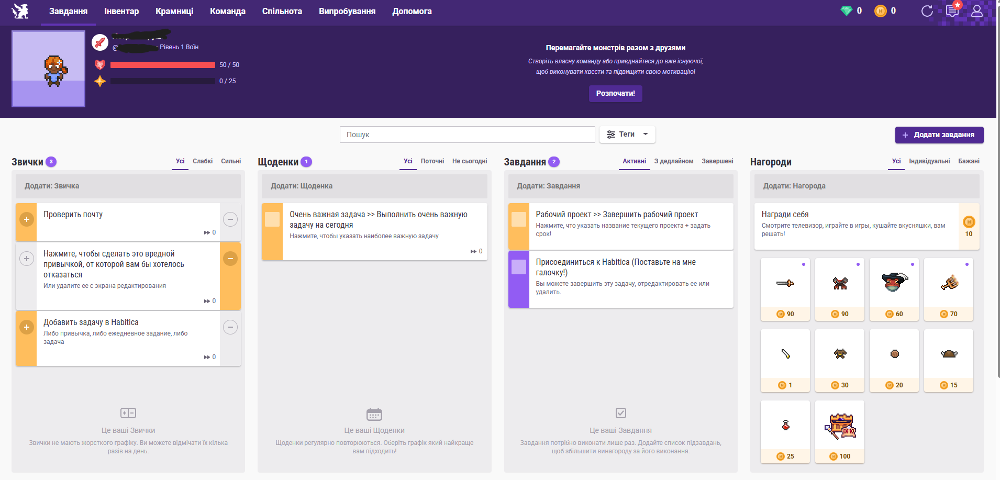 Завдання Інвентар Крамниці Команда Спільнота Випробування Допомога 0 0
Рівень 1 Воїн
50 / 50
0 / 25
Перемагайте монстрів разом з друзями
Створіть власну команду або приєднайтеся до вже існуючої,
щоб виконувати квести та підвищити свою мотивацію!
Розпочати!
Пошук Теги
+ Додати завдання
Звички 3 Усі Слабкі Сильні
Додати: Звичка
Проверить почту
0
Нажмите, чтобы сделать это вредной
привычкой, от которой вам бы хотелось
отказаться
Или удалите ее с экрана редактирования
0
Добавить задачу в Habitica
Либо привычка, либо ежедневное задание, либо
задача
0
Це ваші Звички
Звички не мають жорсткого графіку. Ви можете відмічати їх кілька
разів на день.
Щоденки 1 Усі Поточні Не сьогодні
Додати: Щоденка
Очень важная задача >> Выполнить очень важную
задачу на сегодня
Нажмите, чтобы указать наиболее важную задачу
0
Це ваші Щоденки
Щоденки регулярно повторюються. Оберіть графік який найкраще
вам підходить!
Завдання 2 Активні З дедлайном Завершені
Додати: Завдання
Рабочий проект >> Завершить рабочий проект
Нажмите, что указать название текущего проекта + задать
срок!
Присоединиться к Habitica (Поставьте на мне
галочку!)
Вы можете завершить эту задачу, отредактировать ее или
удалить.
Це ваші Завдання
Завдання потрібно виконати лише раз. Додайте список підзавдань,
щоб збільшити винагороду за його виконання.
Нагороди Усі Індивідуальні Бажані
Додати: Нагорода
Награди себя
Смотрите телевизор, играйте в игры, кушайте вкусняшки, вам
решать!
10
90 90 60 70
1 30 20 15
25 100